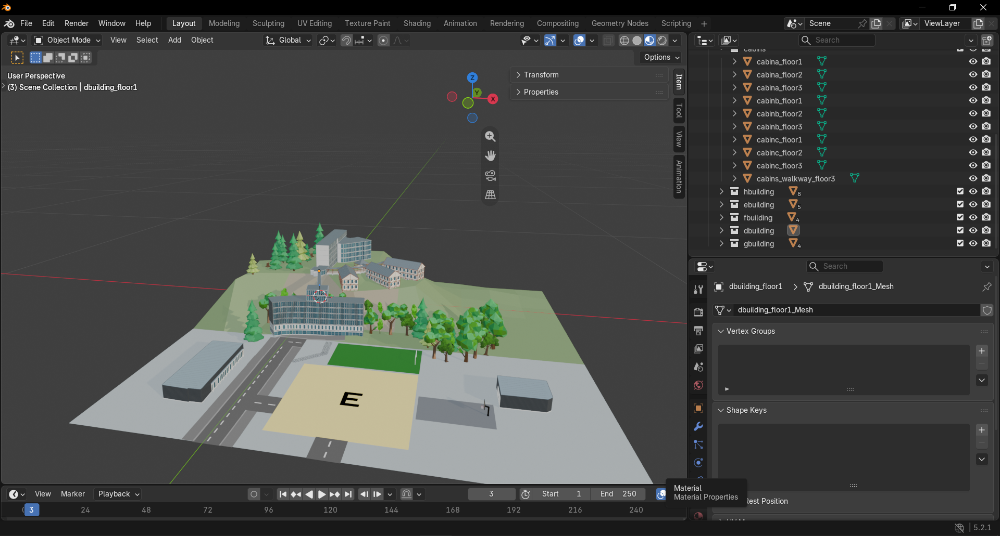 File Edit Render Window Help Layout Modeling Sculpting UV Editing Texture Paint Shading Animation Rendering Compositing Geometry Nodes Scripting Scene ViewLayer
Object Mode View Select Add Object Global Search
Options
User Perspective
(3) Scene Collection | dbuilding_floor1
Z
Y
X
Transform
Properties
Item
Tool
View
Animation
E
cabins
cabina_floor1
cabina_floor2
cabina_floor3
cabinb_floor1
cabinb_floor2
cabinb_floor3
cabinc_floor1
cabinc_floor2
cabinc_floor3
cabins_walkway_floor3
hbuilding 8
ebuilding 5
fbuilding 4
dbuilding
gbuilding 4
Search
dbuilding_floor1 dbuilding_floor1_Mesh
dbuilding_floor1_Mesh
Vertex Groups
Shape Keys
Rest Position
Material
Material Properties
View Marker Playback 3 Start 1 End 250
3 24 48 72 96 120 144 168 192 216 240
5.2.1